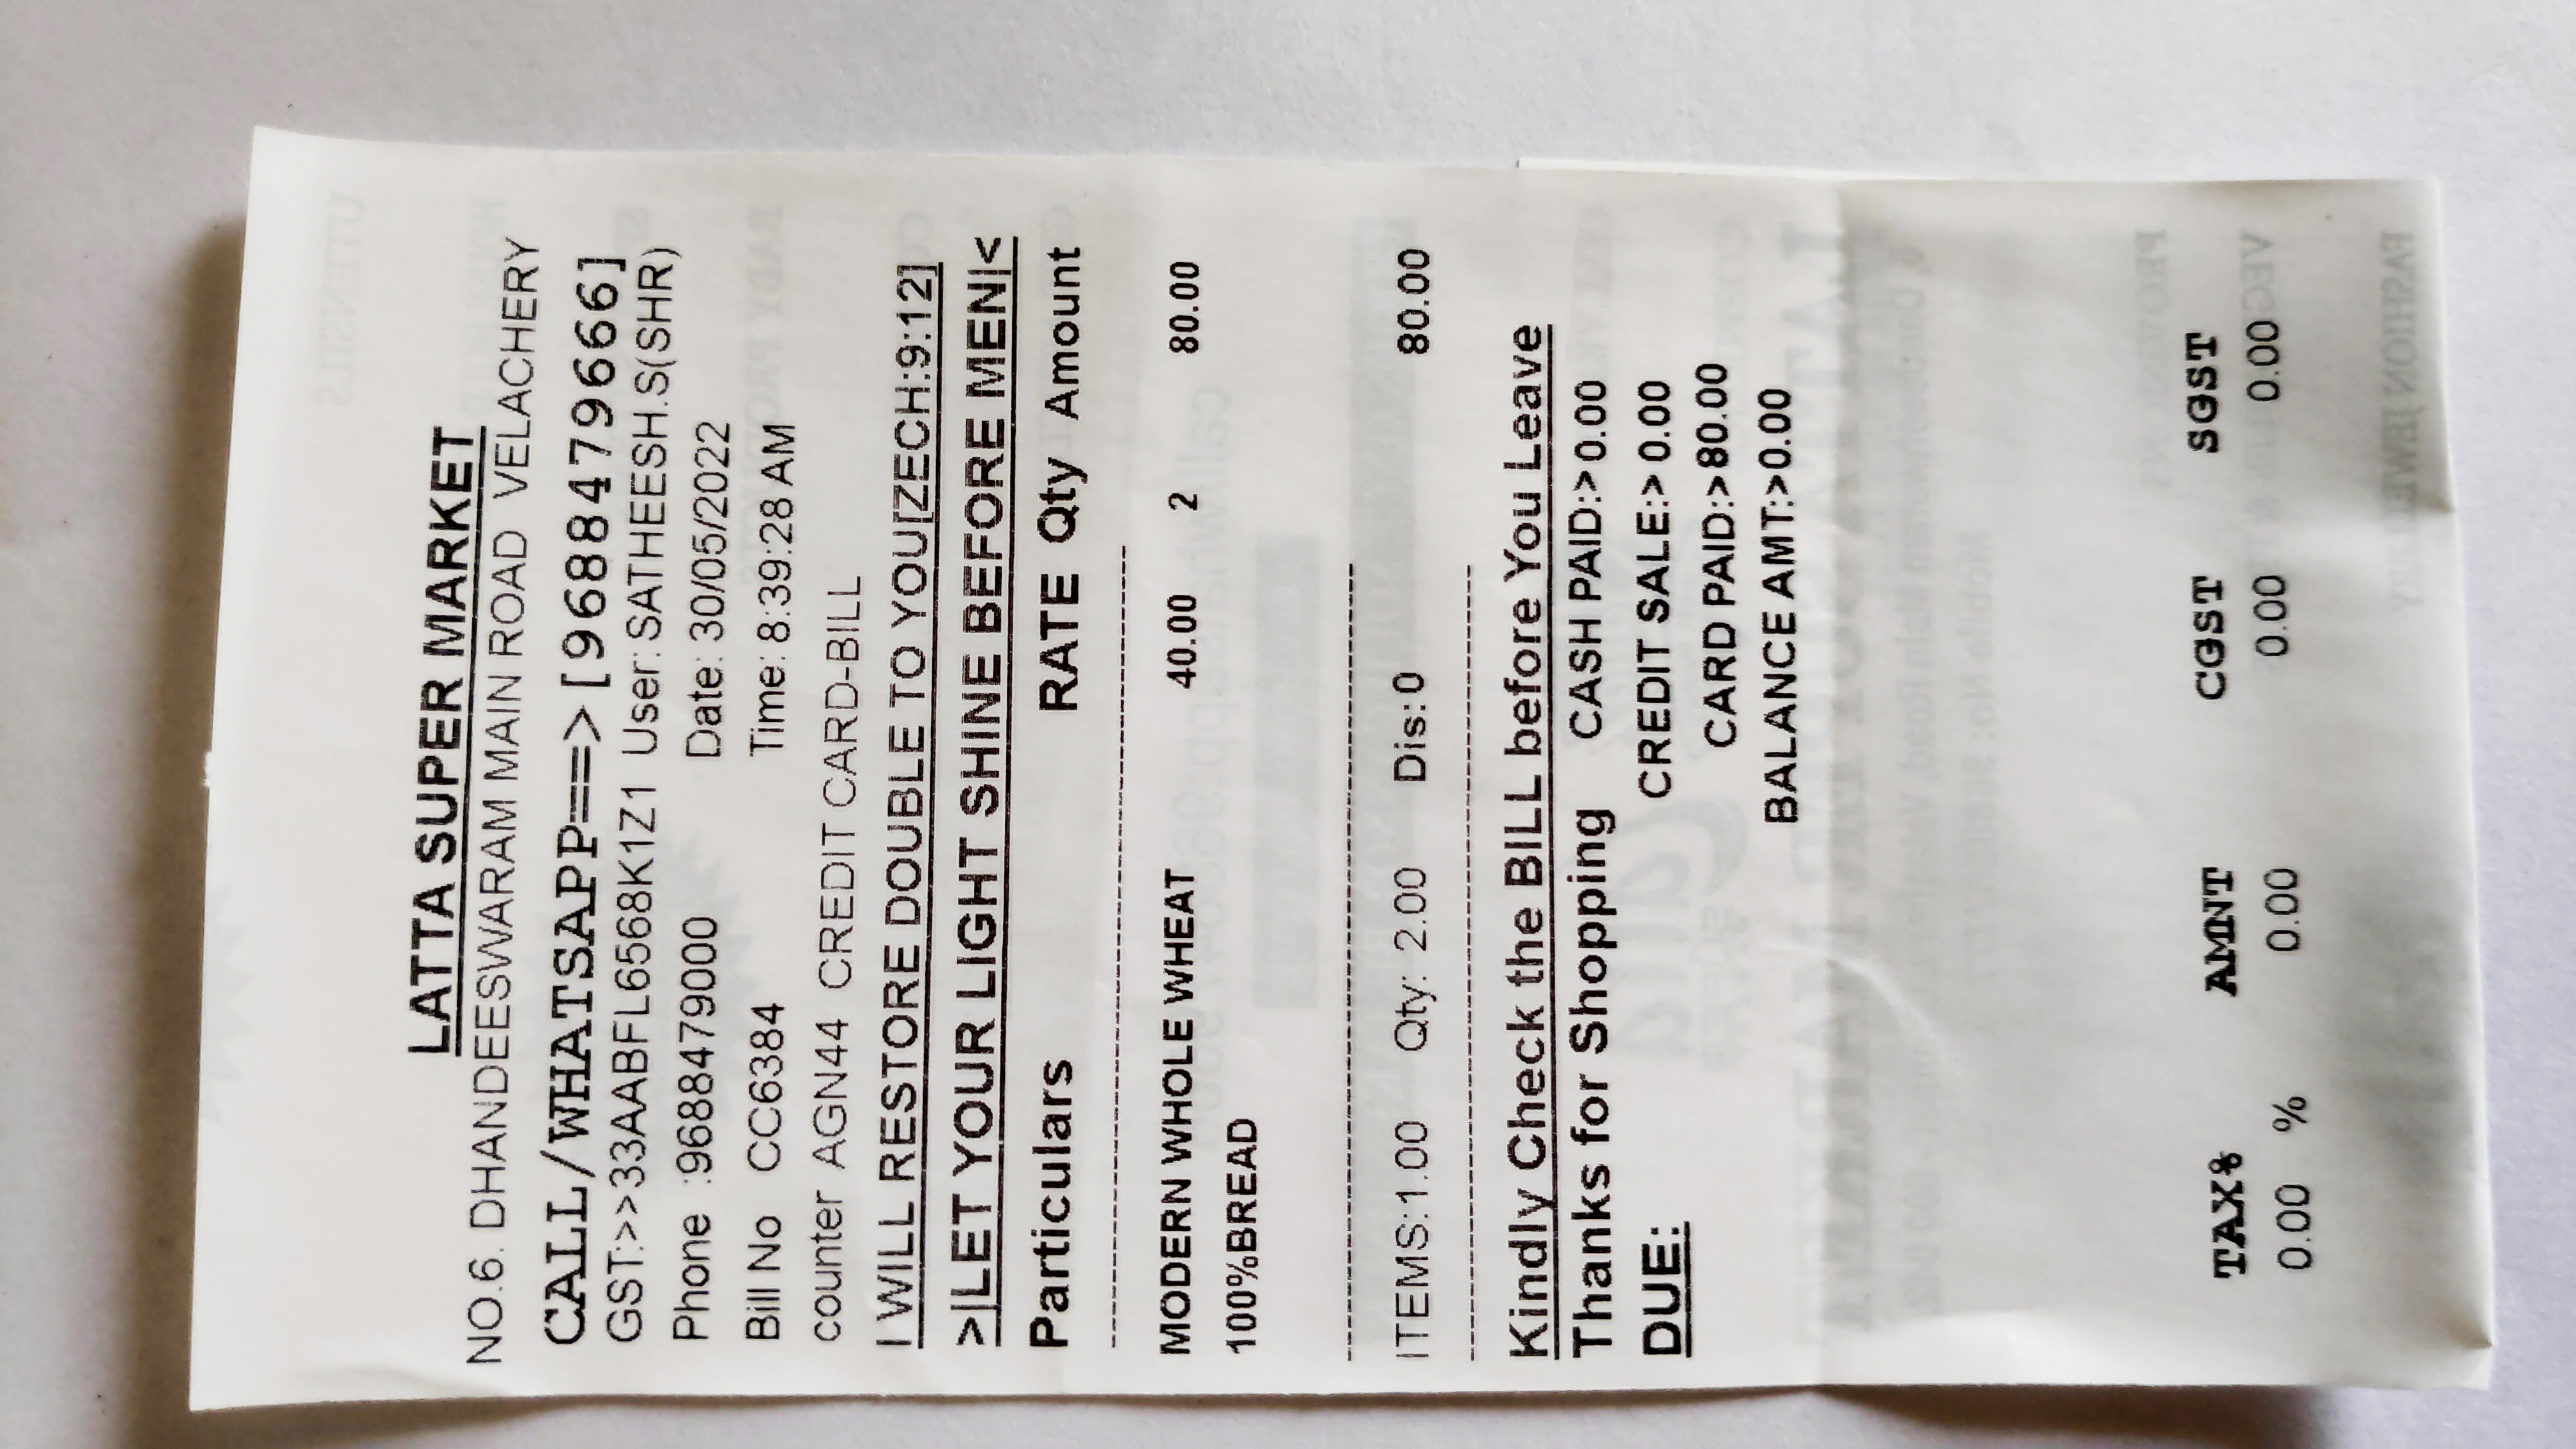 LATTA SUPER MARKET
NO.6. DHANDEESWARAM MAIN ROAD VELACHERY
CALL/WHATSAPP==>[9688479666]
GST:>>33AABFL6568K1Z1 User: SATHEESH.S(SHR)
Phone :9688479000 Date: 30/05/2022
Bill No CC6384 Time: 8:39:28 AM
counter AGN44 CREDIT CARD-BILL
I WILL RESTORE DOUBLE TO YOU[ZECH:9:12]
>|LET YOUR LIGHT SHINE BEFORE MEN|<
Particulars RATE Qty Amount
MODERN WHOLE WHEAT 40.00 2 80.00
100%BREAD
ITEMS:1.00 Qty: 2.00 Dis: 0 80.00
Kindly Check the BILL before You Leave
Thanks for Shopping CASH PAID:> 0.00
DUE: CREDIT SALE:> 0.00
CARD PAID:>80.00
BALANCE AMT:>0.00
TAX% AMNT CGST SGST
0.00 % 0.00 0.00 0.00